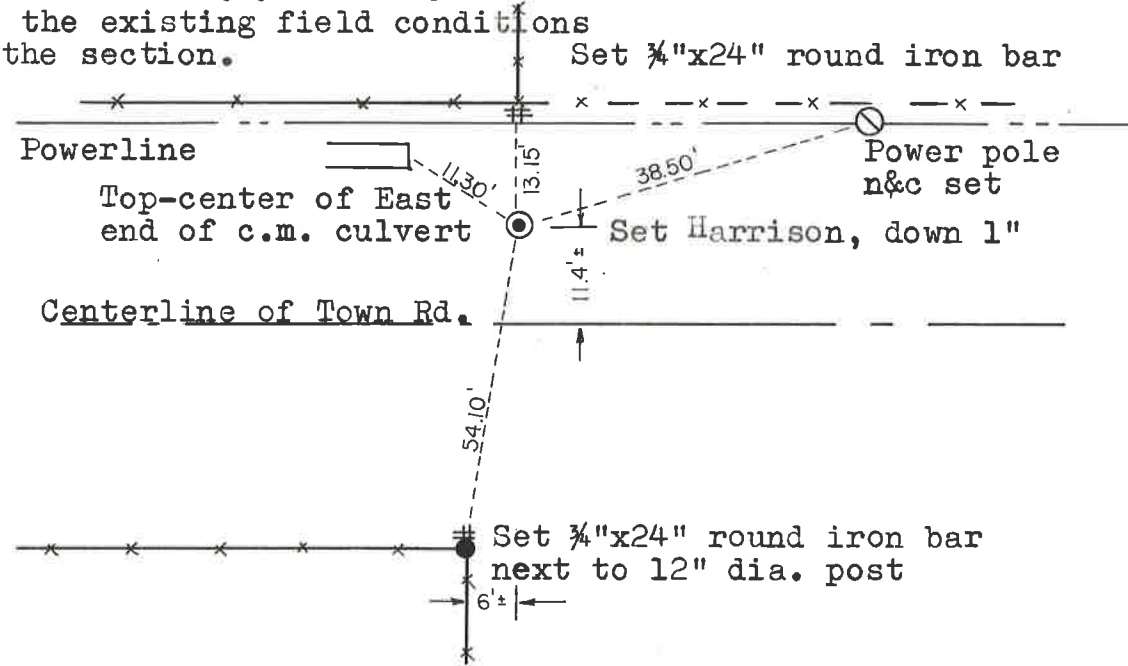 the existing field conditions
the section.
Set ¾"x24" round iron bar
Powerline
11.30'
13.15'
38.50'
Power pole
n&c set
Top-center of East
end of c.m. culvert
Set Harrison, down 1"
11.4'±
Centerline of Town Rd.
54.10'
Set ¾"x24" round iron bar
next to 12" dia. post
6'±